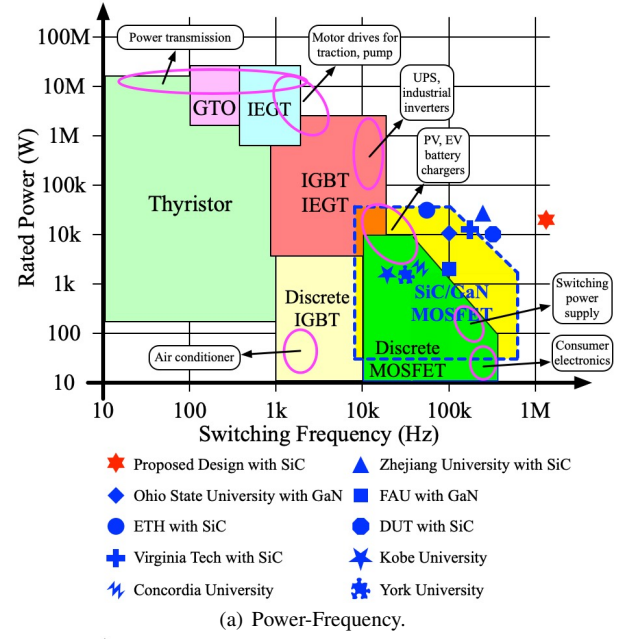 Rated Power (W)
100M
10M
1M
100k
10k
1k
100
10
Power transmission
Motor drives for
traction, pump
UPS,
industrial
inverters
PV, EV
battery
chargers
GTO
IEGT
IGBT
IEGT
Thyristor
Discrete
IGBT
SiC/GaN
MOSFET
Discrete
MOSFET
Air conditioner
Switching
power
supply
Consumer
electronics
10
100
1k
10k
100k
1M
Switching Frequency (Hz)
Proposed Design with SiC
Zhejiang University with SiC
Ohio State University with GaN
FAU with GaN
ETH with SiC
DUT with SiC
Virginia Tech with SiC
Kobe University
Concordia University
York University
(a) Power-Frequency.